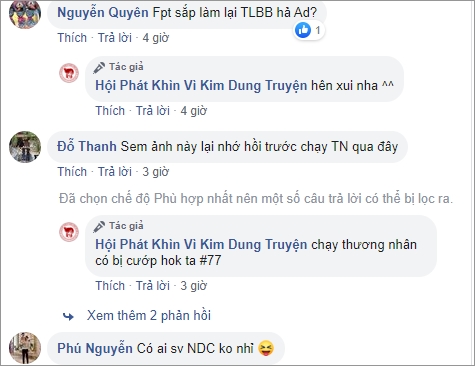 Nguyễn Quyên Fpt sắp làm lại TLBB hả Ad?
1
Thích · Trả lời · 4 giờ
Tác giả
Hội Phát Khìn Vì Kim Dung Truyện hên xui nha ^^
Thích · Trả lời · 4 giờ
Đỗ Thanh Sem ảnh này lại nhớ hồi trước chạy TN qua đây
Thích · Trả lời · 3 giờ
Đã chọn chế độ Phù hợp nhất nên một số câu trả lời có thể bị lọc ra.
Tác giả
Hội Phát Khìn Vì Kim Dung Truyện chạy thương nhân
có bị cướp hok ta #77
Thích · Trả lời · 3 giờ
Xem thêm 2 phản hồi
Phú Nguyễn Có ai sv NDC ko nhỉ 😆